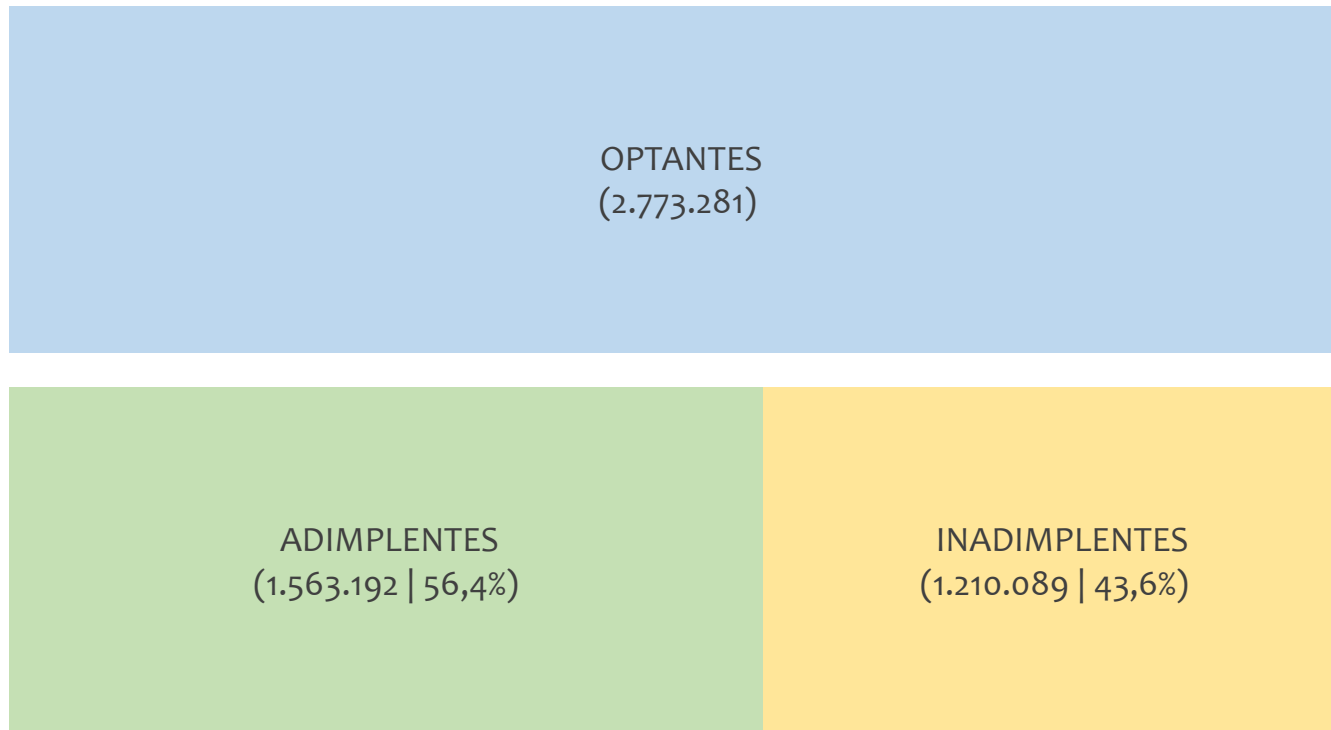 OPTANTES
(2.773.281)
ADIMPLENTES
(1.563.192 | 56,4%)
INADIMPLENTES
(1.210.089 | 43,6%)